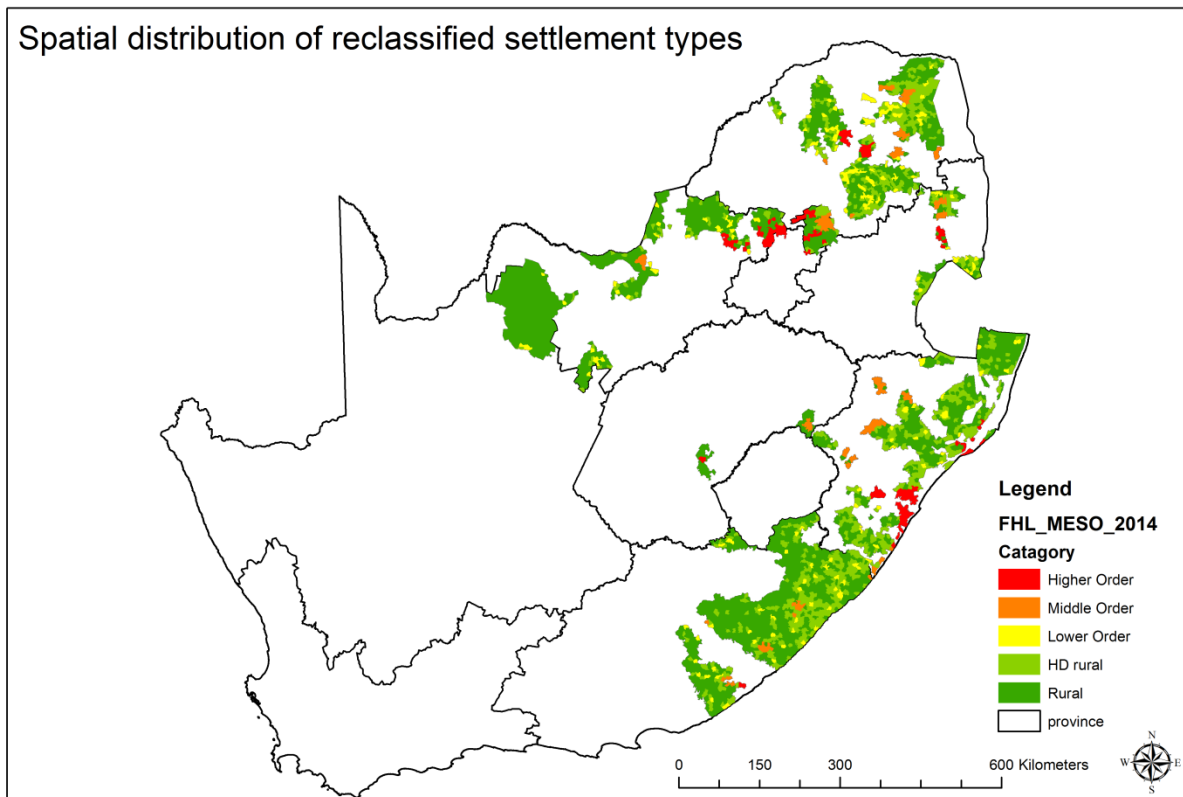 Spatial distribution of reclassified settlement types
Legend
FHL_MESO_2014
Catagory
Higher Order
Middle Order
Lower Order
HD rural
Rural
province
0 150 300 600 Kilometers
N
W E
S